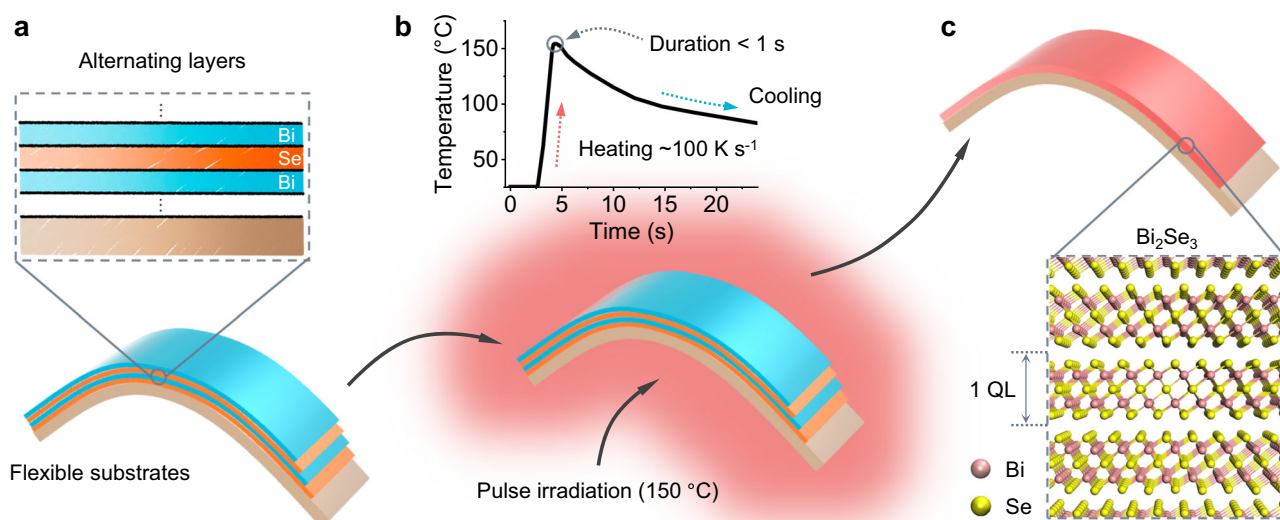 a
Alternating layers
⋮
Bi
Se
Bi
⋮
Flexible substrates
b
Temperature (°C)
150
100
50
0
5
10
15
20
Time (s)
Duration < 1 s
Cooling
Heating ~100 K s⁻¹
Pulse irradiation (150 °C)
c
Bi₂Se₃
1 QL
Bi
Se